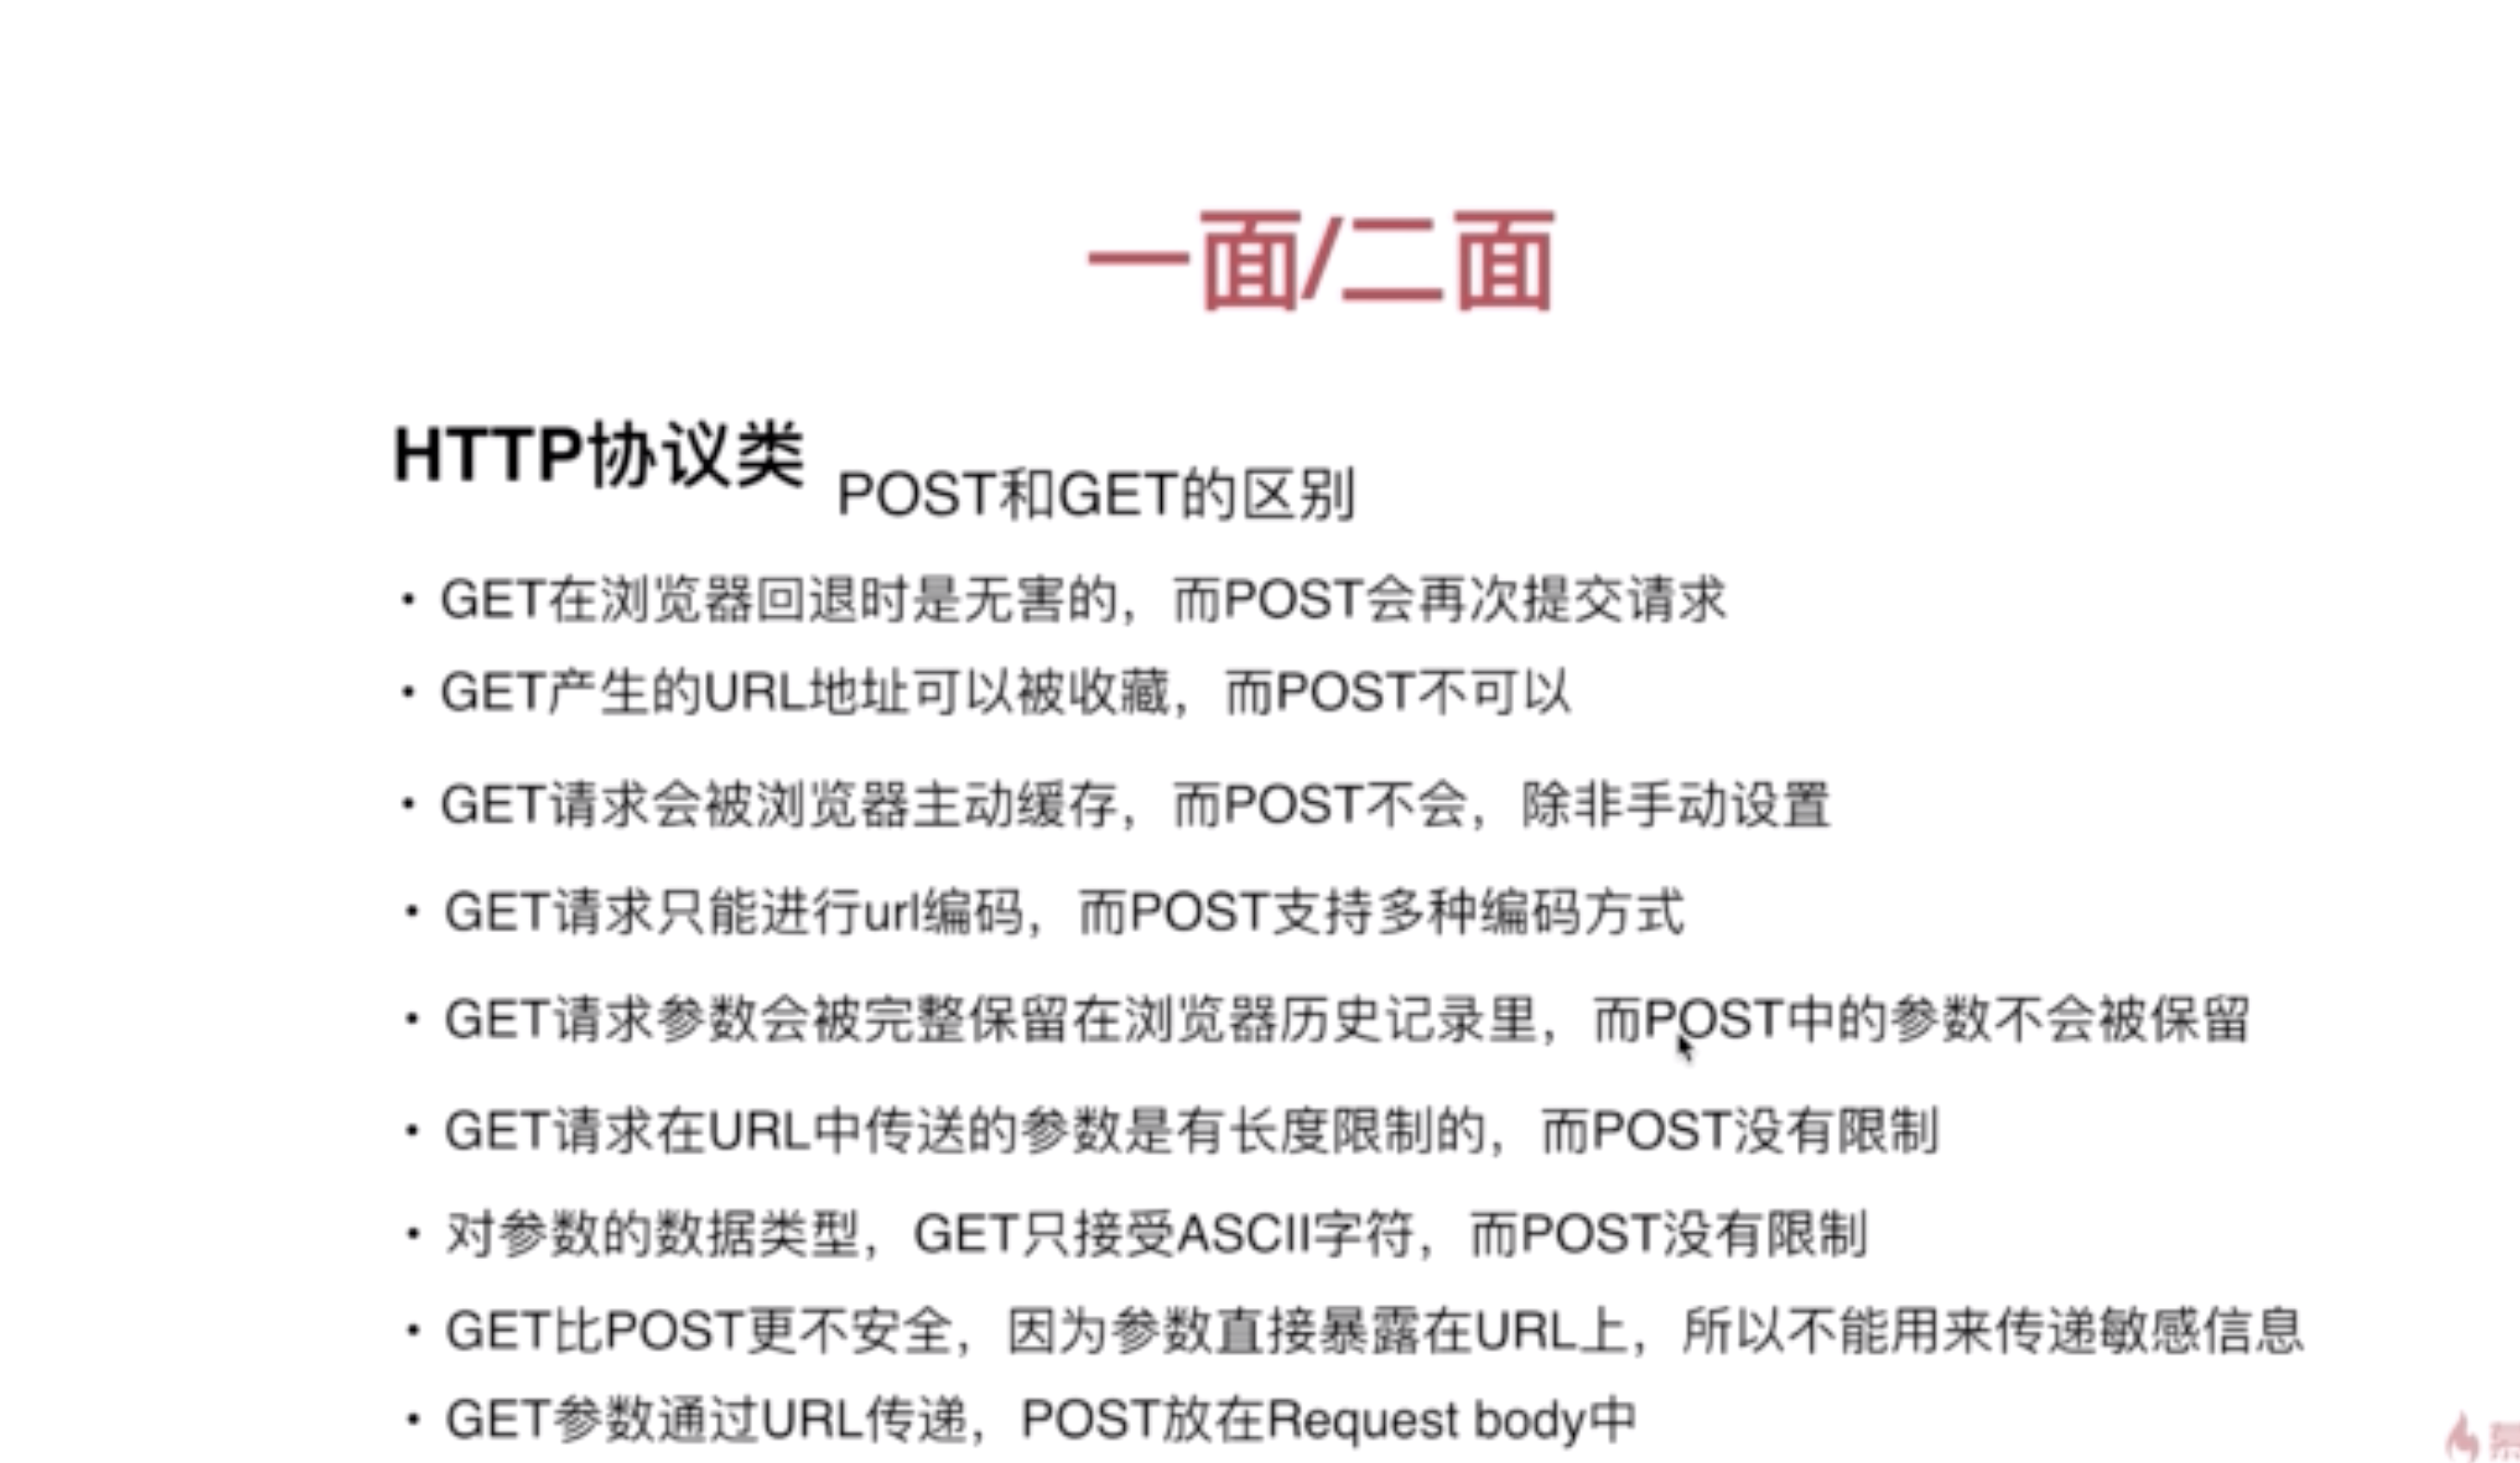 一面/二面
HTTP协议类
POST和GET的区别
• GET在浏览器回退时是无害的，而POST会再次提交请求
• GET产生的URL地址可以被收藏，而POST不可以
• GET请求会被浏览器主动缓存，而POST不会，除非手动设置
• GET请求只能进行url编码，而POST支持多种编码方式
• GET请求参数会被完整保留在浏览器历史记录里，而POST中的参数不会被保留
• GET请求在URL中传送的参数是有长度限制的，而POST没有限制
• 对参数的数据类型，GET只接受ASCII字符，而POST没有限制
• GET比POST更不安全，因为参数直接暴露在URL上，所以不能用来传递敏感信息
• GET参数通过URL传递，POST放在Request body中